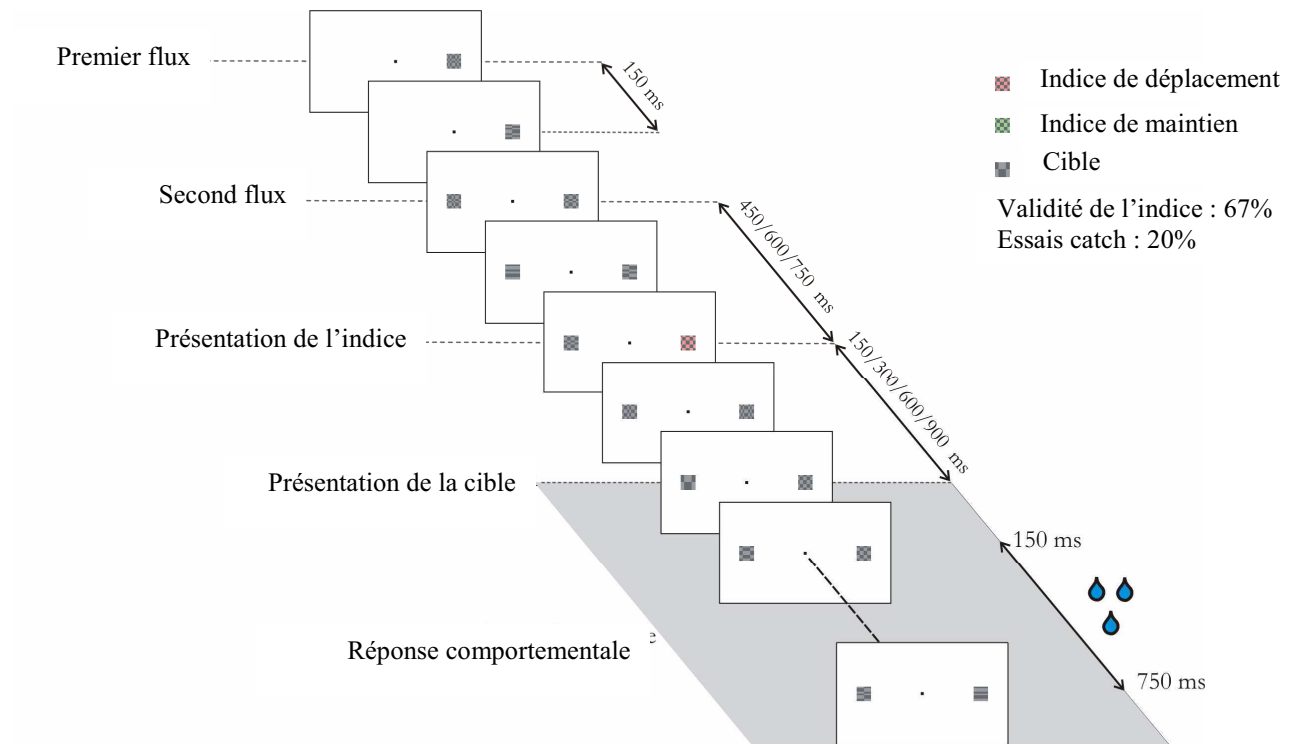 Premier flux
150 ms
Indice de déplacement
Indice de maintien
Cible
Second flux
Validité de l'indice : 67%
Essais catch : 20%
450/600/750 ms
Présentation de l'indice
150/300/600/900 ms
Présentation de la cible
150 ms
Réponse comportementale
e
750 ms